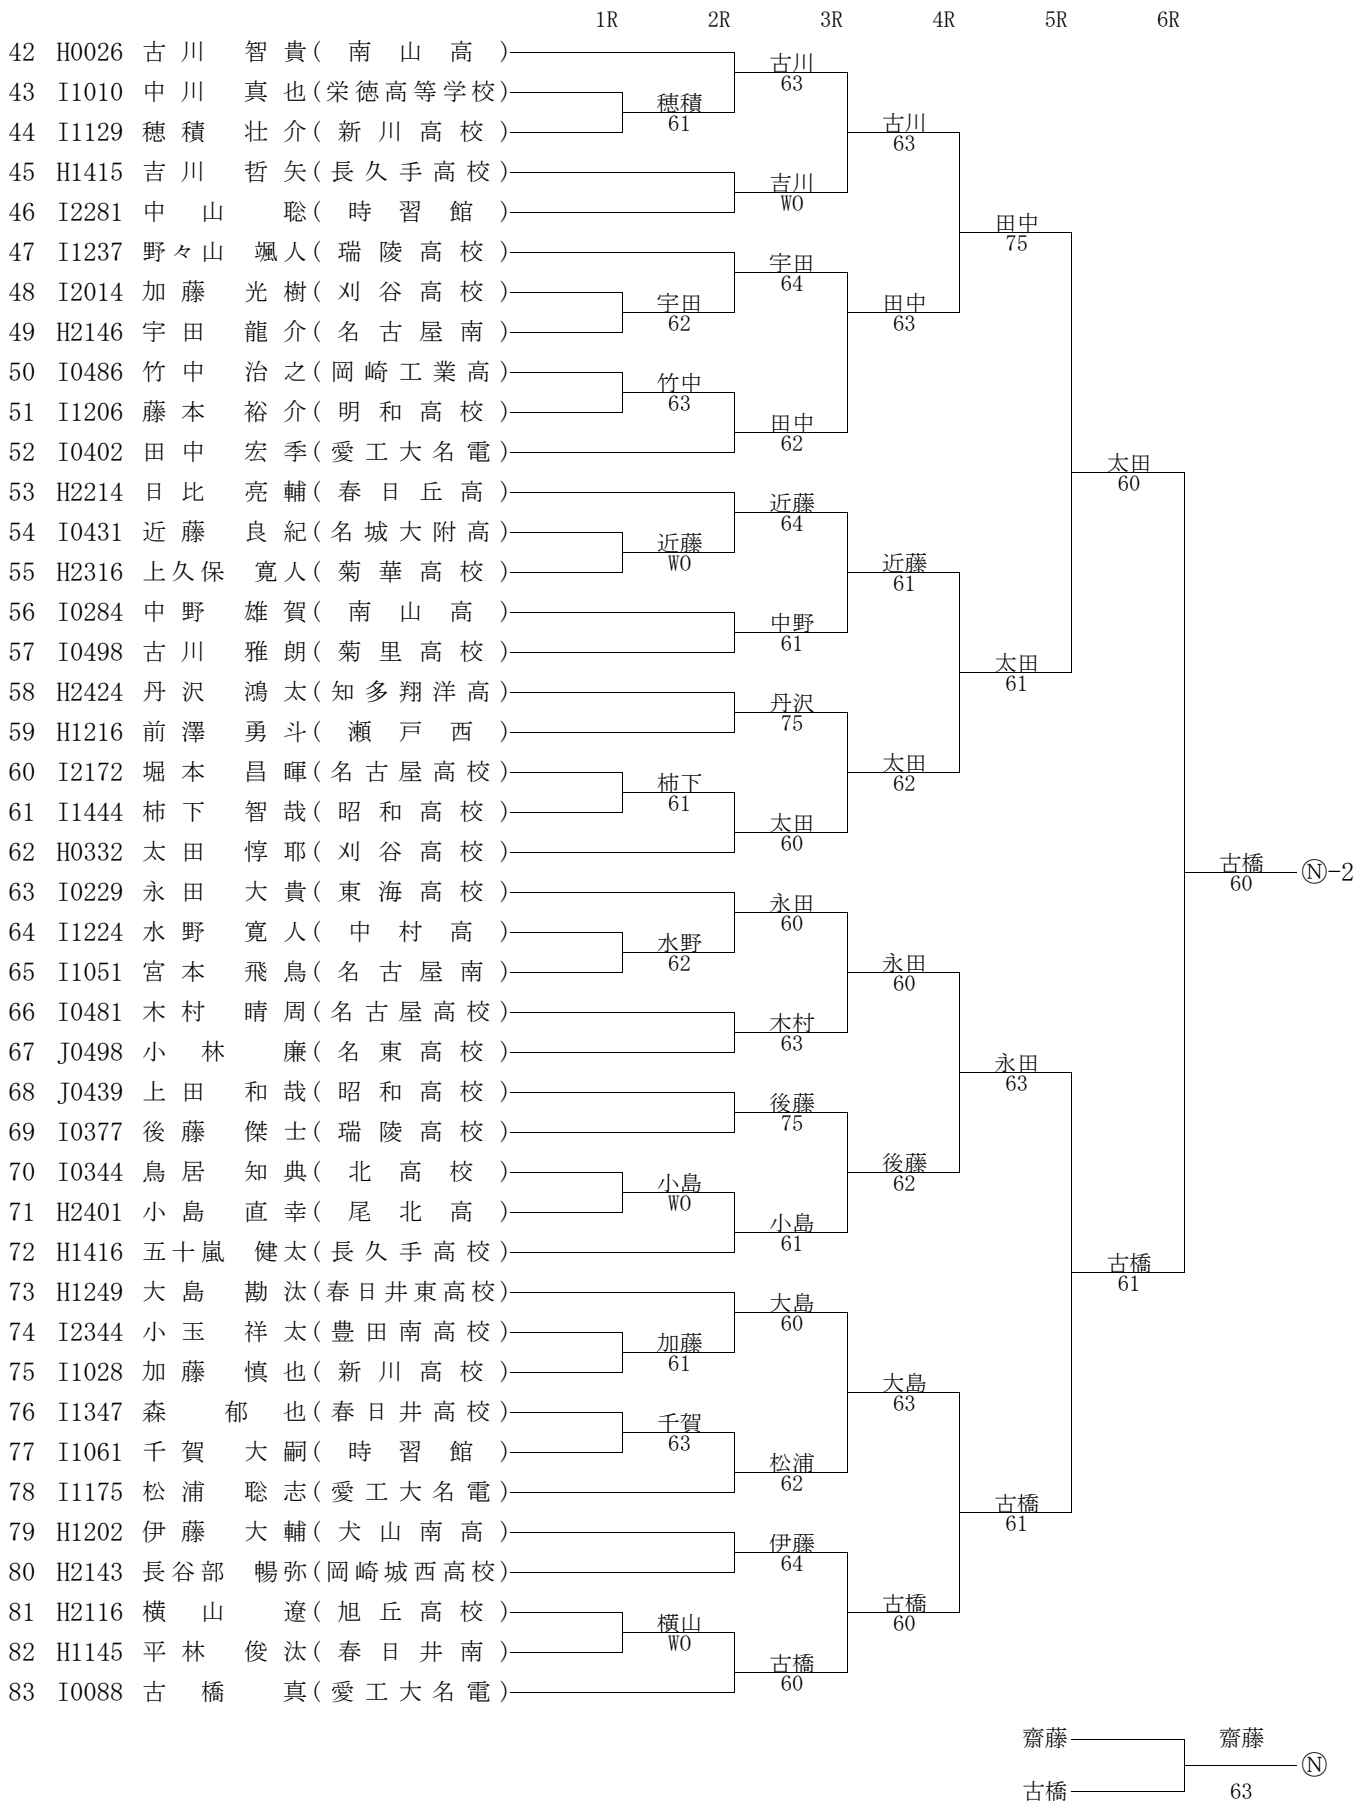 1R 2R 3R 4R 5R 6R
42 H0026 古川 智貴(南山高)
古川
63
43 I1010 中川 真也(栄徳高等学校)
穂積
61
44 I1129 穂積 壮介(新川高校)
古川
63
45 H1415 吉川 哲矢(長久手高校)
吉川
WO
46 I2281 中山 聡(時習館)
田中
75
47 I1237 野々山 颯人(瑞陵高校)
宇田
64
48 I2014 加藤 光樹(刈谷高校)
宇田
62
田中
63
49 H2146 宇田 龍介(名古屋南)
50 I0486 竹中 治之(岡崎工業高)
竹中
63
51 I1206 藤本 裕介(明和高校)
田中
62
52 I0402 田中 宏季(愛工大名電)
太田
60
53 H2214 日比 亮輔(春日丘高)
近藤
64
54 I0431 近藤 良紀(名城大附高)
近藤
WO
55 H2316 上久保 寛人(菊華高校)
近藤
61
56 I0284 中野 雄賀(南山高)
中野
61
57 I0498 古川 雅朗(菊里高校)
太田
61
58 H2424 丹沢 鴻太(知多翔洋高)
丹沢
75
59 H1216 前澤 勇斗(瀬戸西)
60 I2172 堀本 昌暉(名古屋高校)
太田
62
柿下
61
61 I1444 柿下 智哉(昭和高校)
太田
60
62 H0332 太田 惇耶(刈谷高校)
古橋
60
Ⓝ-2
63 I0229 永田 大貴(東海高校)
永田
60
64 I1224 水野 寛人(中村高)
水野
62
65 I1051 宮本 飛鳥(名古屋南)
永田
60
66 I0481 木村 晴周(名古屋高校)
木村
63
67 J0498 小林 廉(名東高校)
永田
63
68 J0439 上田 和哉(昭和高校)
後藤
75
69 I0377 後藤 傑士(瑞陵高校)
70 I0344 鳥居 知典(北高校)
後藤
62
小島
WO
71 H2401 小島 直幸(尾北高)
小島
61
72 H1416 五十嵐 健太(長久手高校)
古橋
61
73 H1249 大島 勘汰(春日井東高校)
大島
60
74 I2344 小玉 祥太(豊田南高校)
加藤
61
75 I1028 加藤 慎也(新川高校)
大島
63
76 I1347 森 郁也(春日井高校)
千賀
63
77 I1061 千賀 大嗣(時習館)
松浦
62
78 I1175 松浦 聡志(愛工大名電)
古橋
61
79 H1202 伊藤 大輔(犬山南高)
伊藤
64
80 H2143 長谷部 暢弥(岡崎城西高校)
81 H2116 横山 遼(旭丘高校)
古橋
60
横山
WO
82 H1145 平林 俊汰(春日井南)
古橋
60
83 I0088 古橋 真(愛工大名電)
齋藤 齋藤
Ⓝ
古橋 63